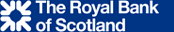 The Royal Bank
of Scotland